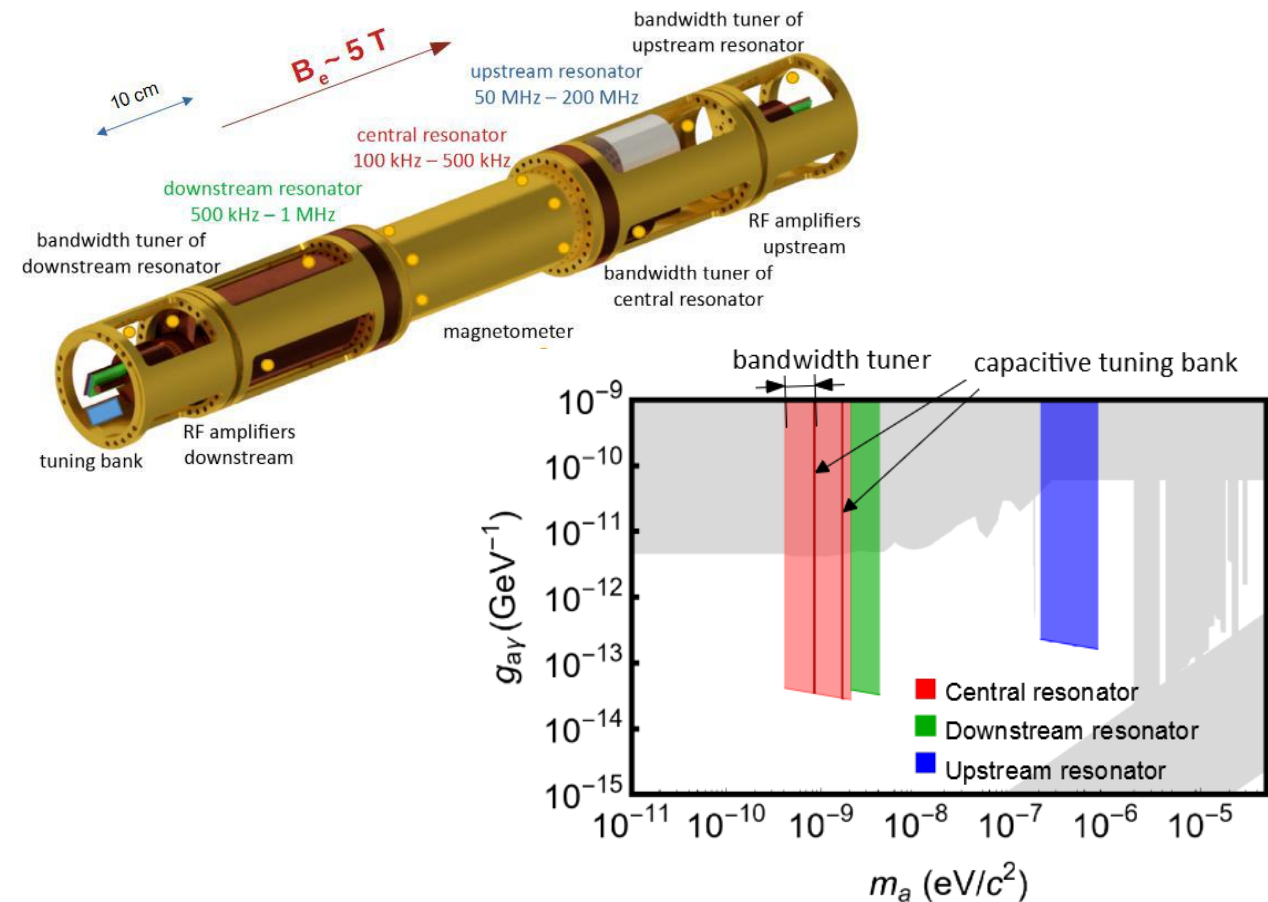 bandwidth tuner of
upstream resonator
B_e ~ 5 T
10 cm
upstream resonator
50 MHz – 200 MHz
central resonator
100 kHz – 500 kHz
downstream resonator
500 kHz – 1 MHz
bandwidth tuner of
downstream resonator
RF amplifiers
upstream
bandwidth tuner of
central resonator
magnetometer
RF amplifiers
downstream
tuning bank
bandwidth tuner
capacitive tuning bank
10⁻⁹
10⁻¹⁰
10⁻¹¹
10⁻¹²
10⁻¹³
10⁻¹⁴
10⁻¹⁵
g_aγ (GeV⁻¹)
Central resonator
Downstream resonator
Upstream resonator
10⁻¹¹ 10⁻¹⁰ 10⁻⁹ 10⁻⁸ 10⁻⁷ 10⁻⁶ 10⁻⁵
m_a (eV/c²)